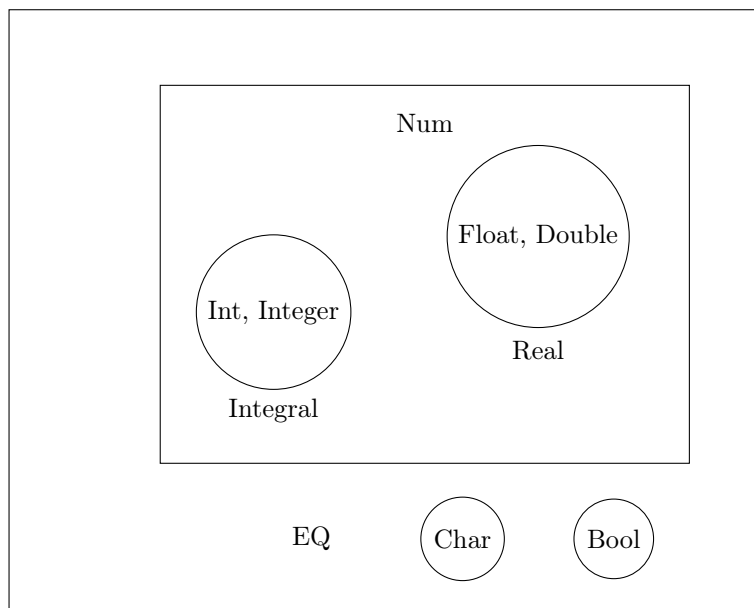 Num
Float, Double
Int, Integer
Real
Integral
EQ
Char
Bool